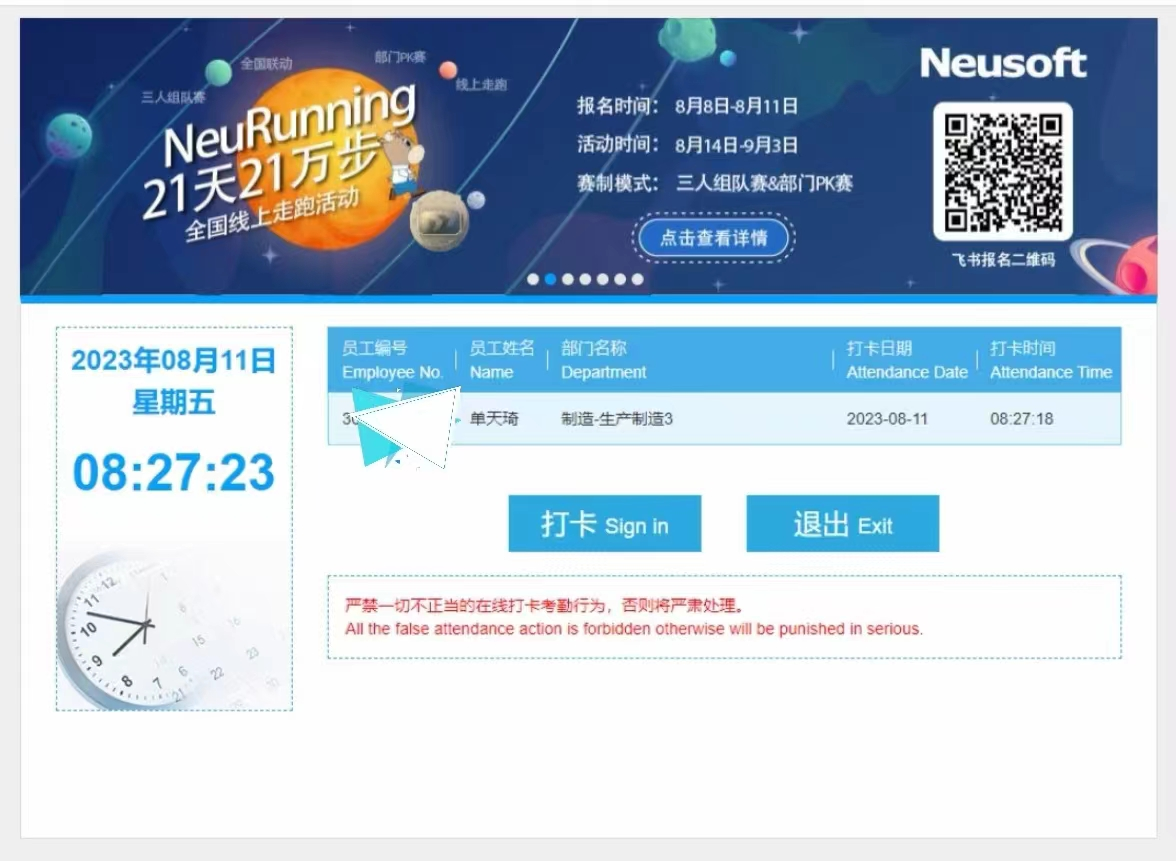 全国联动
部门PK赛
三人组队赛
线上走跑
NeuRunning
21天21万步
全国线上走跑活动
报名时间： 8月8日-8月11日
活动时间： 8月14日-9月3日
赛制模式： 三人组队赛&部门PK赛
点击查看详情
Neusoft
飞书报名二维码
2023年08月11日
星期五
08:27:23
员工编号 员工姓名 部门名称 打卡日期 打卡时间
Employee No. Name Department Attendance Date Attendance Time
单天琦 制造-生产制造3 2023-08-11 08:27:18
打卡 Sign in 退出 Exit
严禁一切不正当的在线打卡考勤行为，否则将严肃处理。
All the false attendance action is forbidden otherwise will be punished in serious.